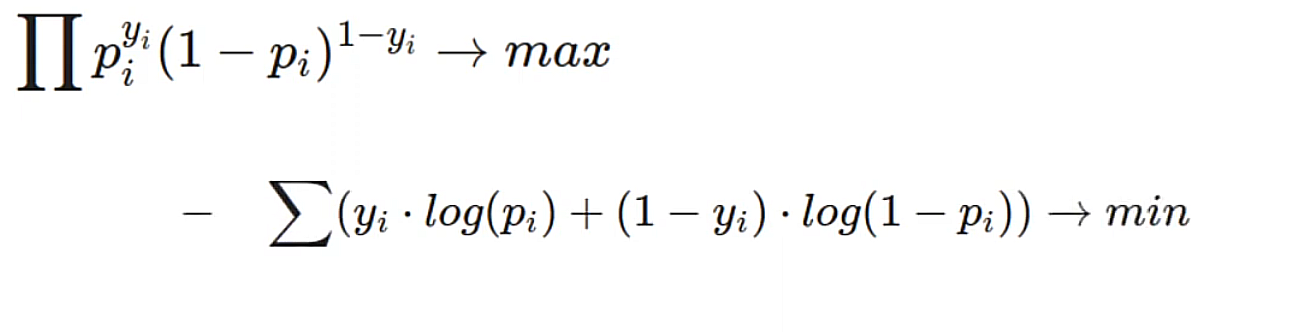 ∏ p_i^{y_i}(1 − p_i)^{1−y_i} → max
− ∑(y_i · log(p_i) + (1 − y_i) · log(1 − p_i)) → min